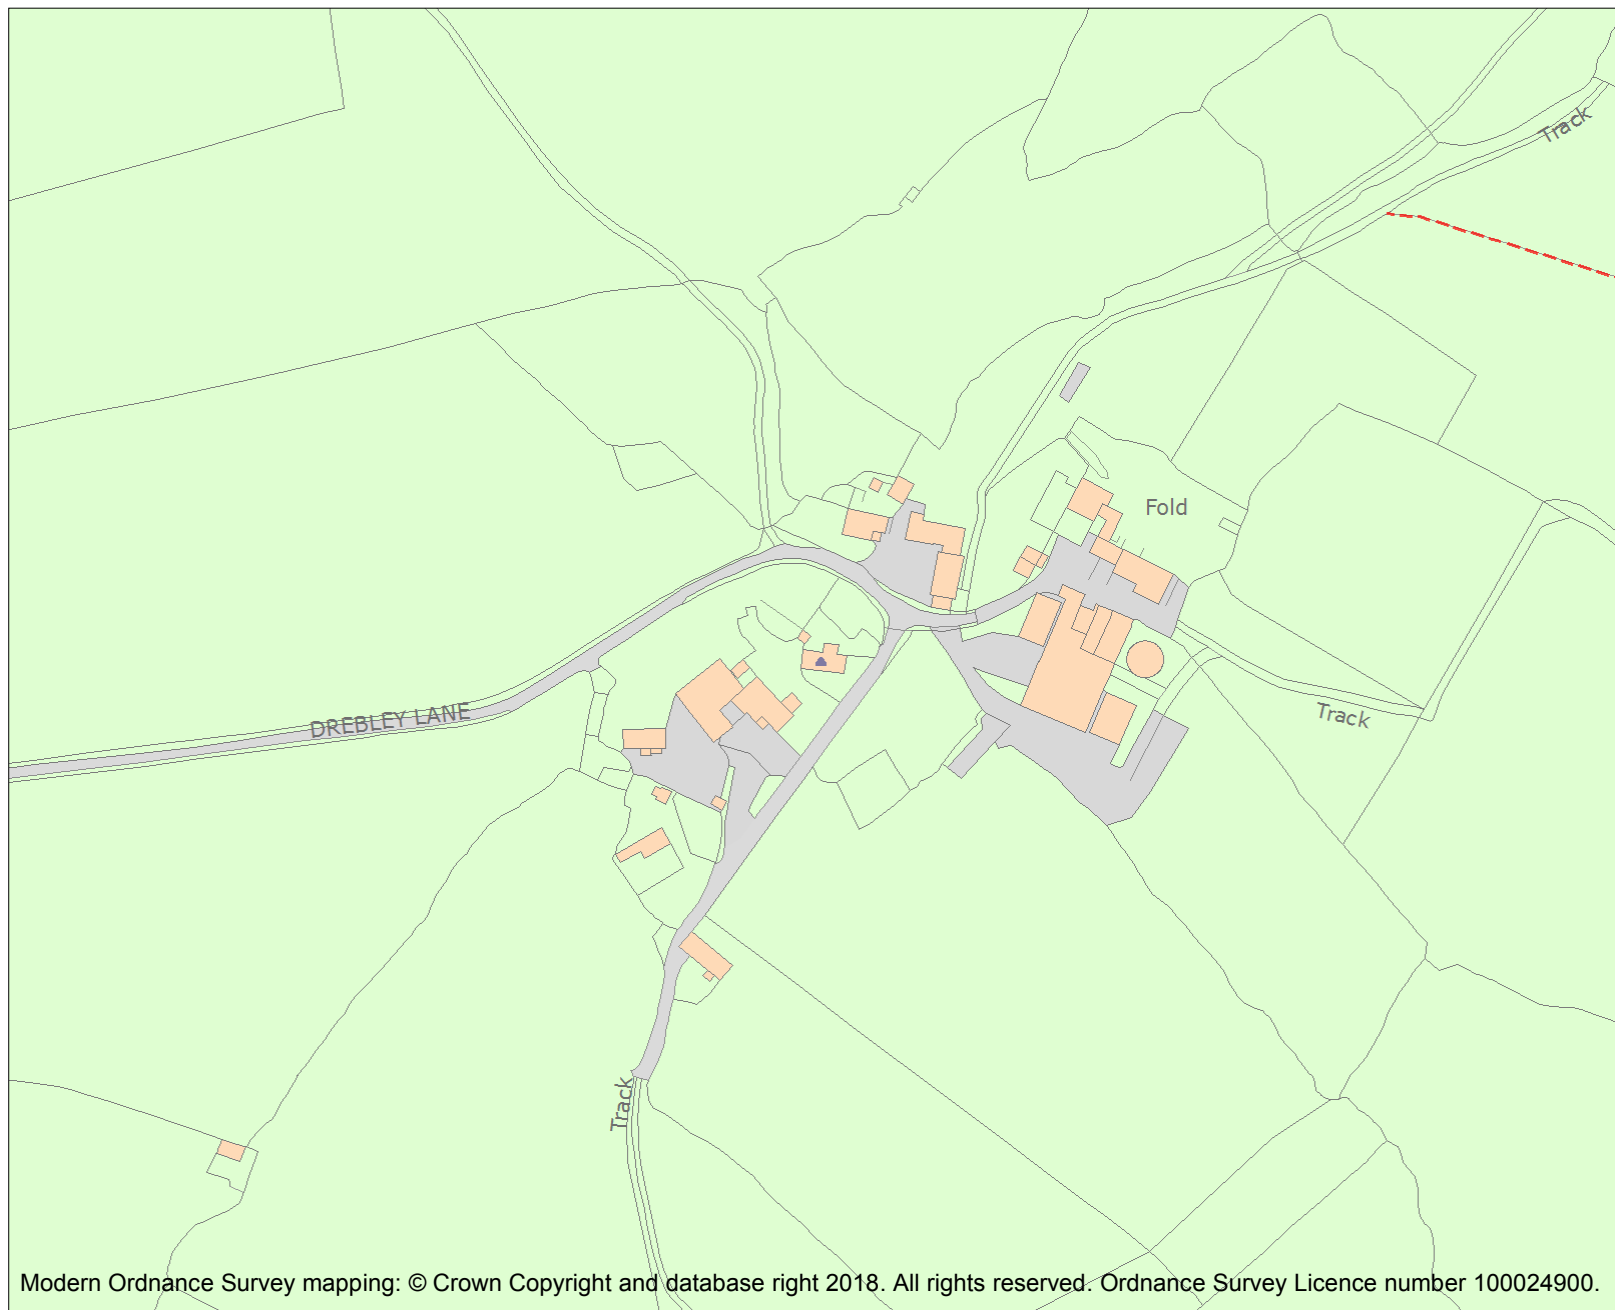 Track
Fold
DREBLEY LANE
Track
Track
Modern Ordnance Survey mapping: © Crown Copyright and database right 2018. All rights reserved. Ordnance Survey Licence number 100024900.